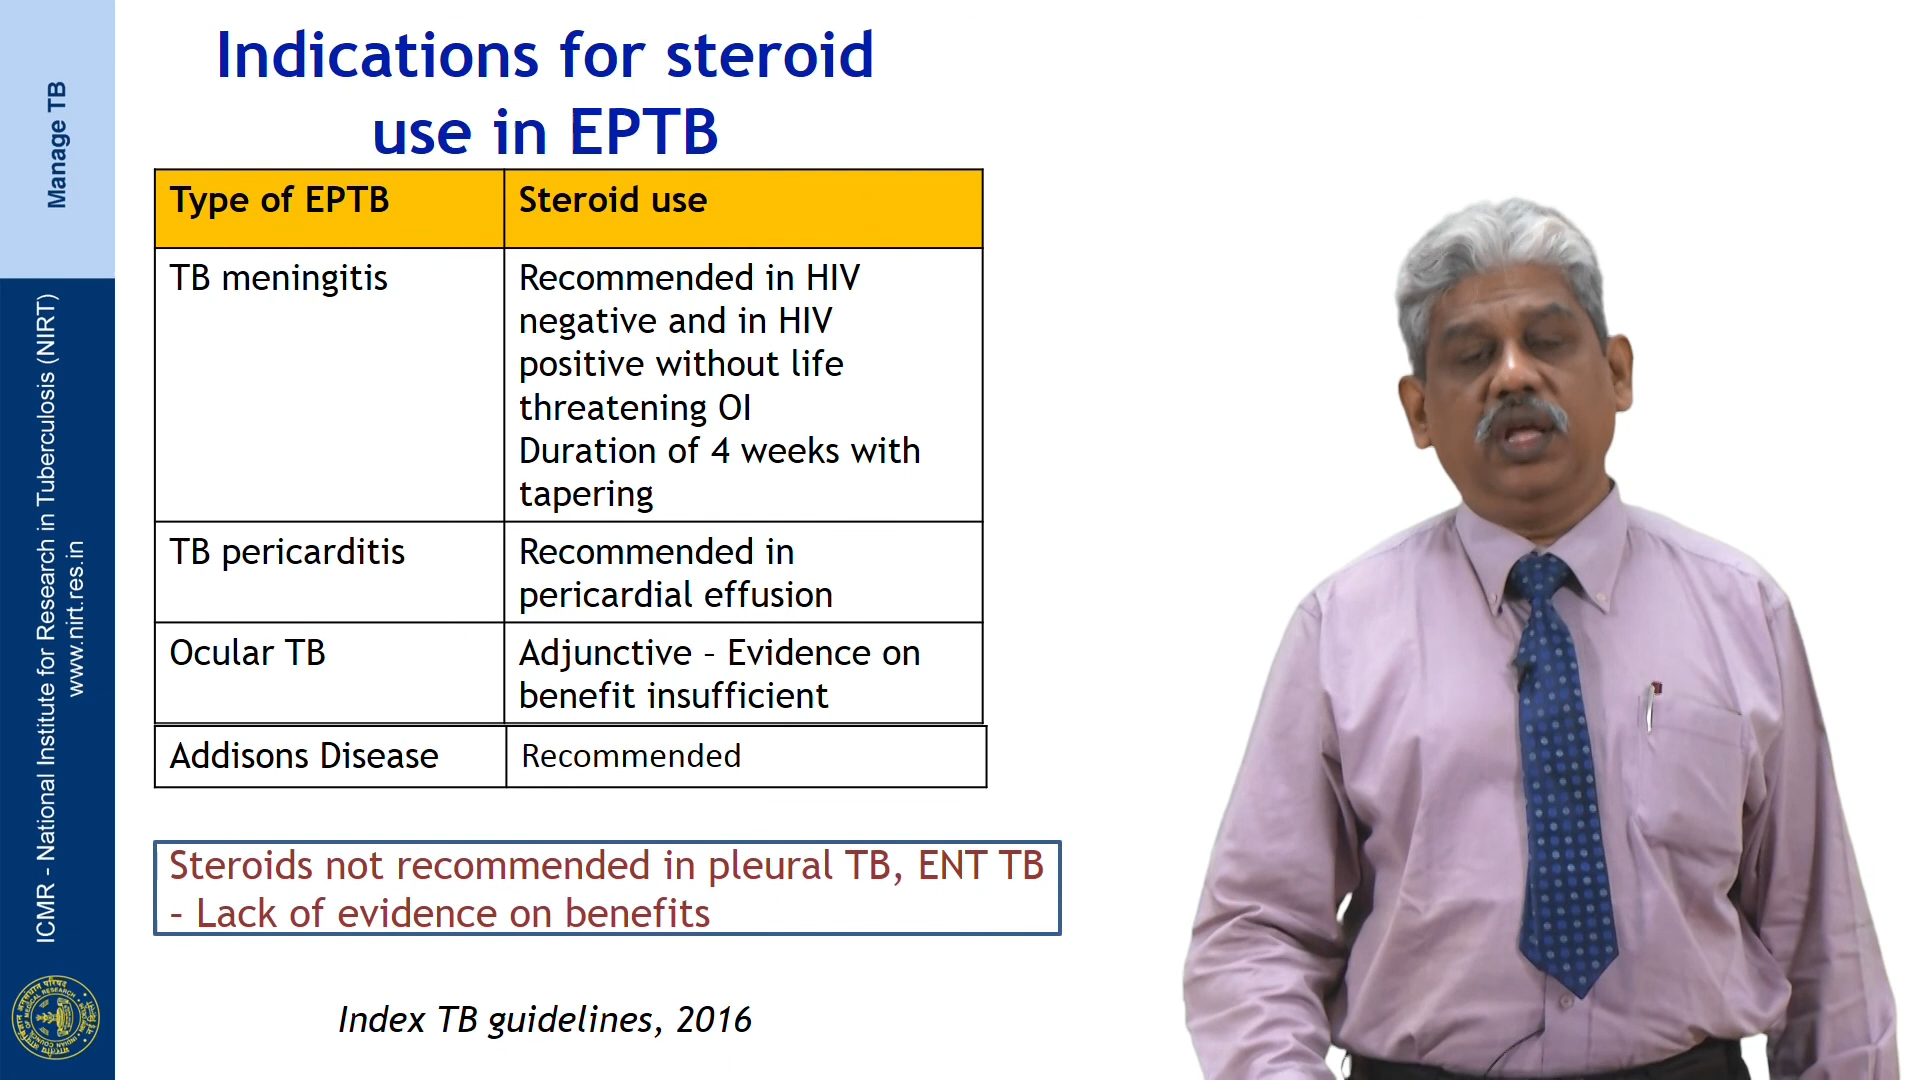 Indications for steroid
use in EPTB
Type of EPTB
Steroid use
TB meningitis
Recommended in HIV
negative and in HIV
positive without life
threatening OI
Duration of 4 weeks with
tapering
TB pericarditis
Recommended in
pericardial effusion
Ocular TB
Adjunctive – Evidence on
benefit insufficient
Addisons Disease
Recommended
Steroids not recommended in pleural TB, ENT TB
– Lack of evidence on benefits
Index TB guidelines, 2016
Manage TB
ICMR - National Institute for Research in Tuberculosis (NIRT)
www.nirt.res.in